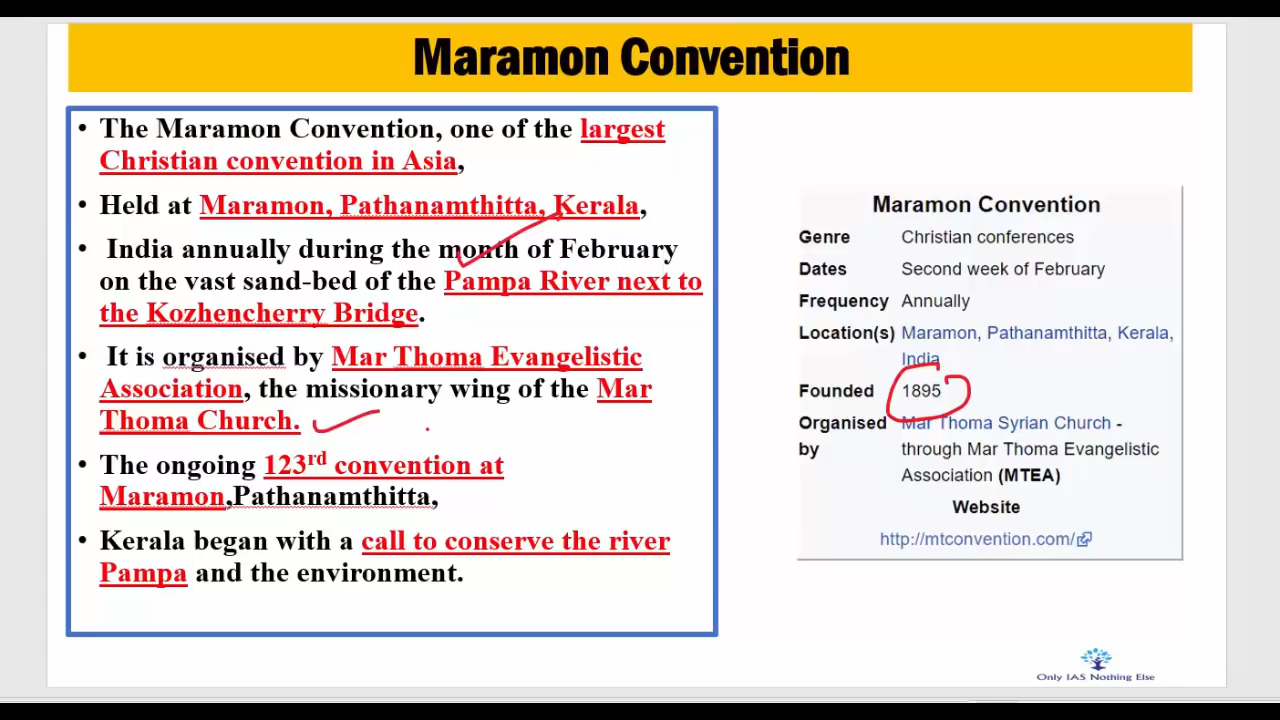 Maramon Convention
• The Maramon Convention, one of the largest
Christian convention in Asia,
• Held at Maramon, Pathanamthitta, Kerala,
• India annually during the month of February
on the vast sand-bed of the Pampa River next to
the Kozhencherry Bridge.
• It is organised by Mar Thoma Evangelistic
Association, the missionary wing of the Mar
Thoma Church.
• The ongoing 123rd convention at
Maramon,Pathanamthitta,
• Kerala began with a call to conserve the river
Pampa and the environment.
Maramon Convention
Genre Christian conferences
Dates Second week of February
Frequency Annually
Location(s) Maramon, Pathanamthitta, Kerala,
India
Founded 1895
Organised Mar Thoma Syrian Church -
by through Mar Thoma Evangelistic
Association (MTEA)
Website
http://mtconvention.com/
Only IAS Nothing Else